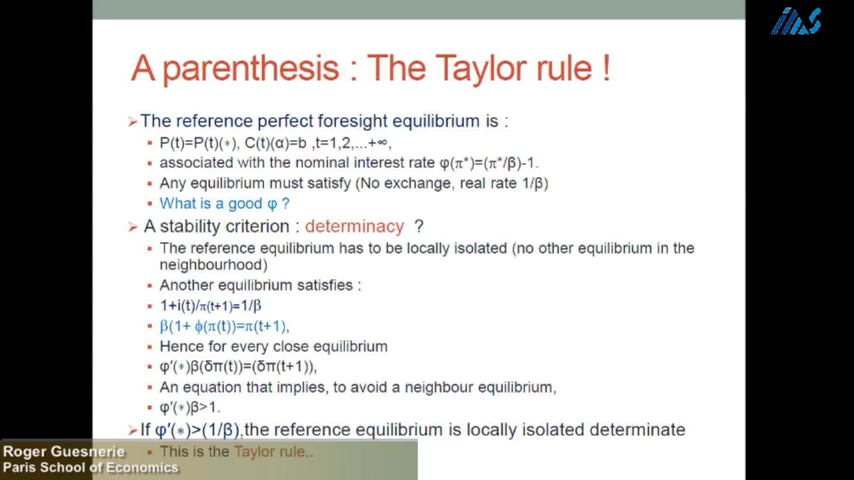 IAS
A parenthesis : The Taylor rule !
➢The reference perfect foresight equilibrium is :
▪ P(t)=P(t)(∗), C(t)(α)=b ,t=1,2,...+∞,
▪ associated with the nominal interest rate φ(π*)=(π*/β)-1.
▪ Any equilibrium must satisfy (No exchange, real rate 1/β)
▪ What is a good φ ?
➢ A stability criterion : determinacy ?
▪ The reference equilibrium has to be locally isolated (no other equilibrium in the
neighbourhood)
▪ Another equilibrium satisfies :
▪ 1+i(t)/π(t+1)=1/β
▪ β(1+ ϕ(π(t))=π(t+1),
▪ Hence for every close equilibrium
▪ φ'(∗)β(δπ(t))=(δπ(t+1)),
▪ An equation that implies, to avoid a neighbour equilibrium,
▪ φ'(∗)β>1.
➢If φ'(∗)>(1/β),the reference equilibrium is locally isolated determinate
▪ This is the Taylor rule..
Roger Guesnerie
Paris School of Economics